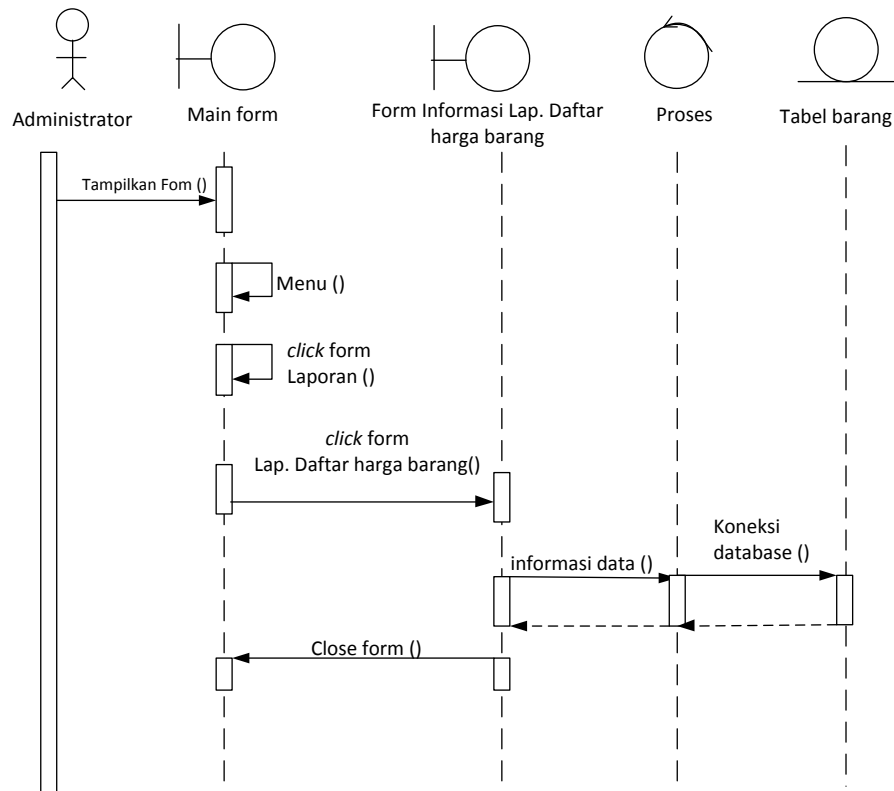 Administrator
Main form
Form Informasi Lap. Daftar
harga barang
Proses
Tabel barang
Tampilkan Fom ()
Menu ()
click form
Laporan ()
click form
Lap. Daftar harga barang()
Koneksi
database ()
informasi data ()
Close form ()